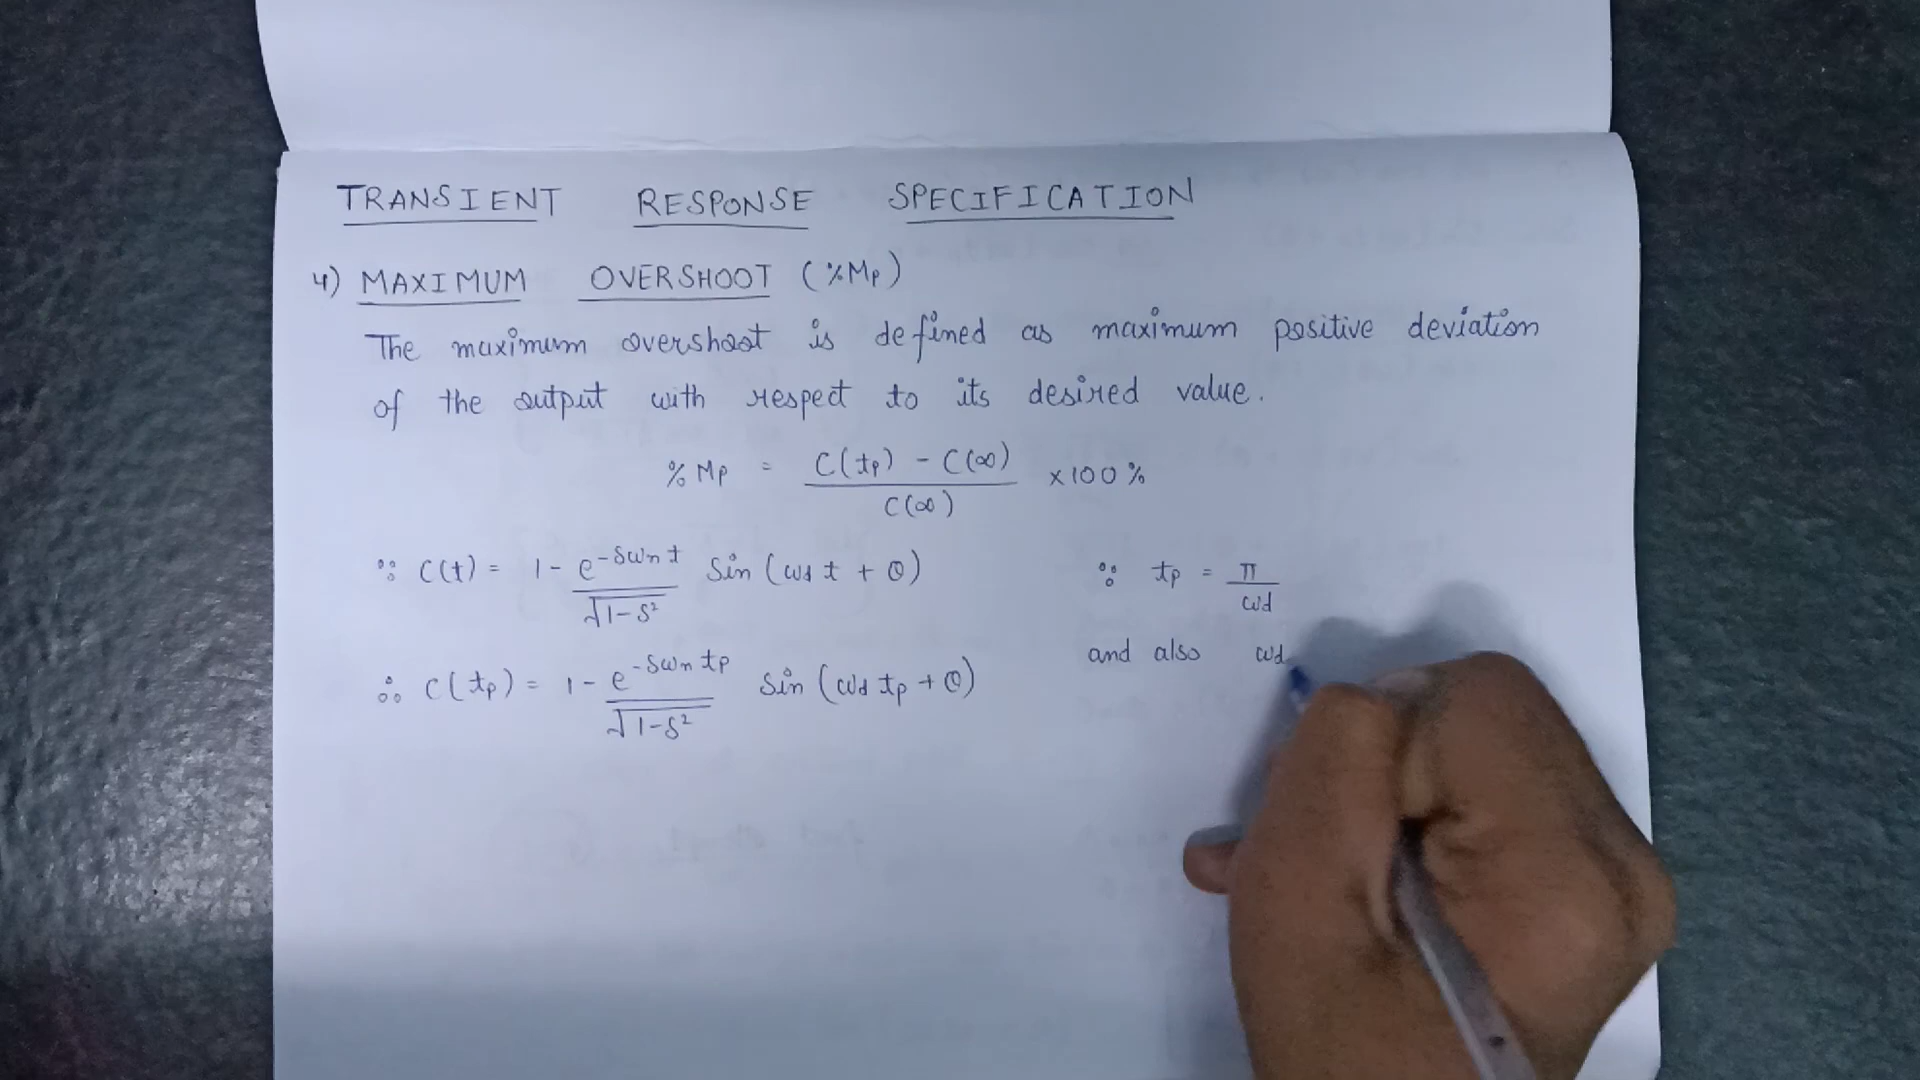 TRANSIENT RESPONSE SPECIFICATION
4) MAXIMUM OVERSHOOT (%Mp)
The maximum overshoot is defined as maximum positive deviation
of the output with respect to its desired value.
%Mp = C(tp) - C(∞) / C(∞) ×100%
∵ C(t) = 1 - e^-δωnt / √1-δ² Sin (ωd t + θ)
∵ tp = π / ωd
∴ C(tp) = 1 - e^-δωn tp / √1-δ² Sin (ωd tp + θ)
and also ωd